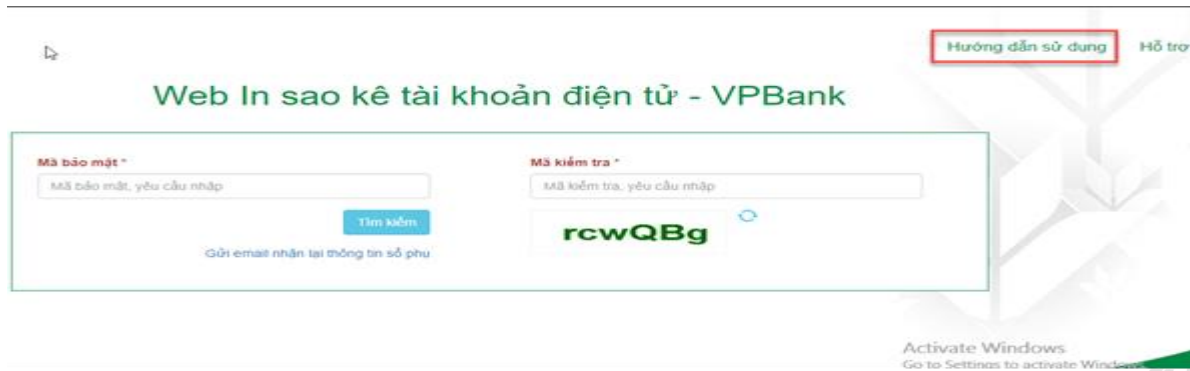 Hướng dẫn sử dụng Hỗ trợ
Web In sao kê tài khoản điện tử - VPBank
Mã bảo mật * Mã kiểm tra *
Mã bảo mật, yêu cầu nhập Mã kiểm tra, yêu cầu nhập
Tìm kiếm
rcwQBg
Gửi email nhận lại thông tin sổ phụ
Activate Windows
Go to Settings to activate Windows